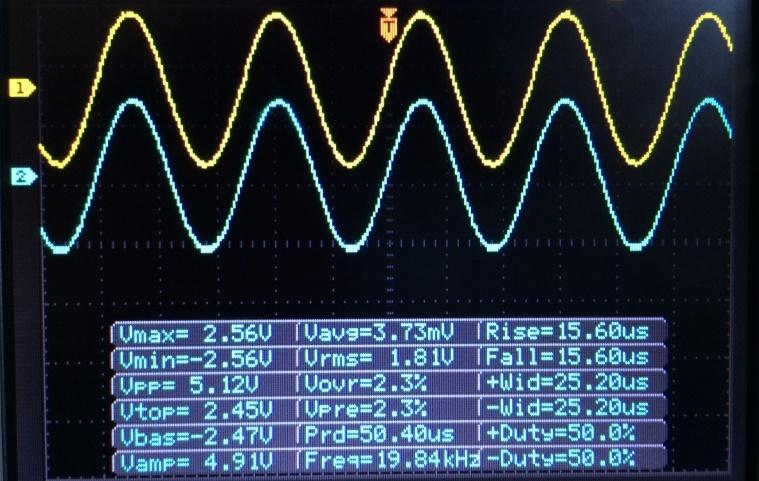 T
1
2
Vmax= 2.56V Vavg=3.73mV Rise=15.60us
Vmin=-2.56V Vrms= 1.81V Fall=15.60us
Vpp= 5.12V Vovr=2.3% +Wid=25.20us
Vtop= 2.45V Vpre=2.3% -Wid=25.20us
Vbas=-2.47V Prd=50.40us +Duty=50.0%
Vamp= 4.91V Freq=19.84kHz -Duty=50.0%